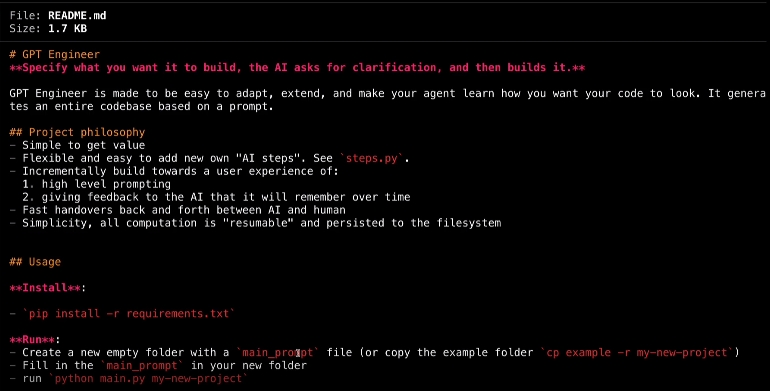 File: README.md
Size: 1.7 KB
# GPT Engineer
**Specify what you want it to build, the AI asks for clarification, and then builds it.**
GPT Engineer is made to be easy to adapt, extend, and make your agent learn how you want your code to look. It genera
tes an entire codebase based on a prompt.
## Project philosophy
- Simple to get value
- Flexible and easy to add new own "AI steps". See `steps.py`.
- Incrementally build towards a user experience of:
1. high level prompting
2. giving feedback to the AI that it will remember over time
- Fast handovers back and forth between AI and human
- Simplicity, all computation is "resumable" and persisted to the filesystem
## Usage
**Install**:
- `pip install -r requirements.txt`
**Run**:
- Create a new empty folder with a `main_prompt` file (or copy the example folder `cp example -r my-new-project`)
- Fill in the `main_prompt` in your new folder
- run `python main.py my-new-project`